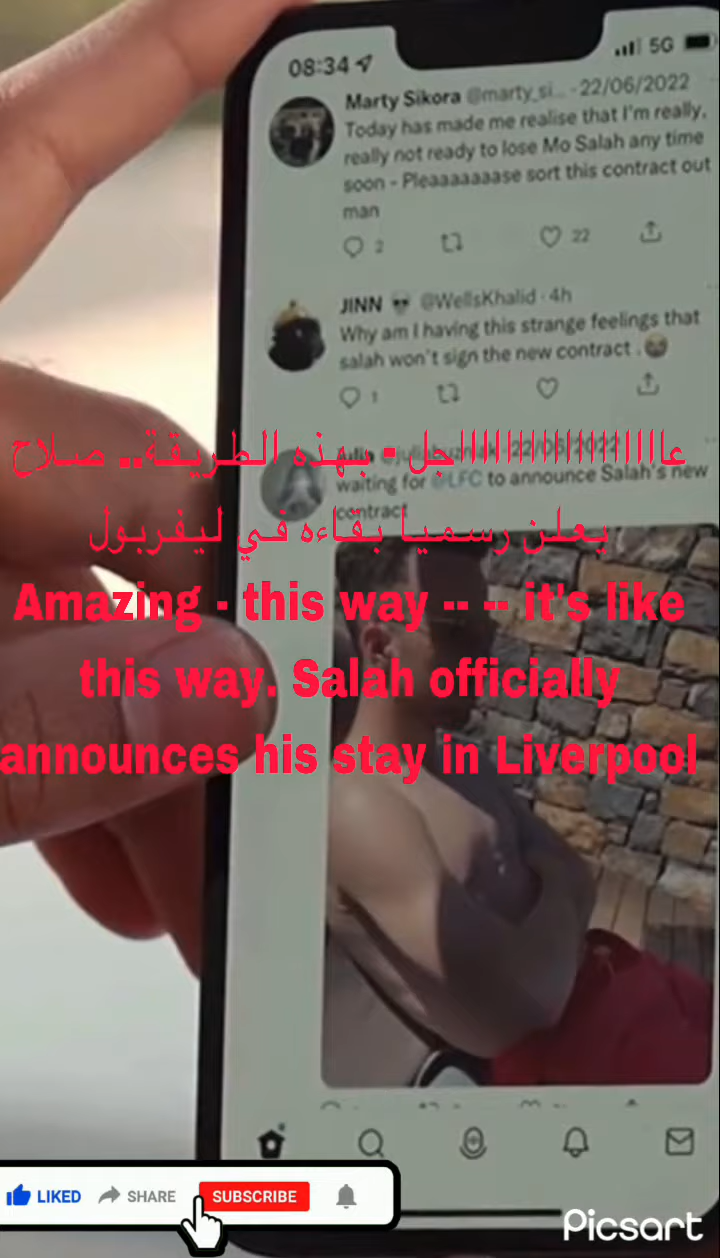 08:34
5G
Marty Sikora @marty_si... · 22/06/2022
Today has made me realise that I'm really,
really not ready to lose Mo Salah any time
soon - Pleaaaaaaase sort this contract out
man
2
22
JINN @WellsKhalid · 4h
Why am I having this strange feelings that
salah won't sign the new contract .
1
عاااااااااااااااااااجل - بهذه الطريقة.. صلاح
waiting for @LFC to announce Salah's new
contract
يعلن رسميا بقاءه في ليفربول
Amazing - this way -- -- it's like
this way. Salah officially
announces his stay in Liverpool
LIKED SHARE SUBSCRIBE
Picsart